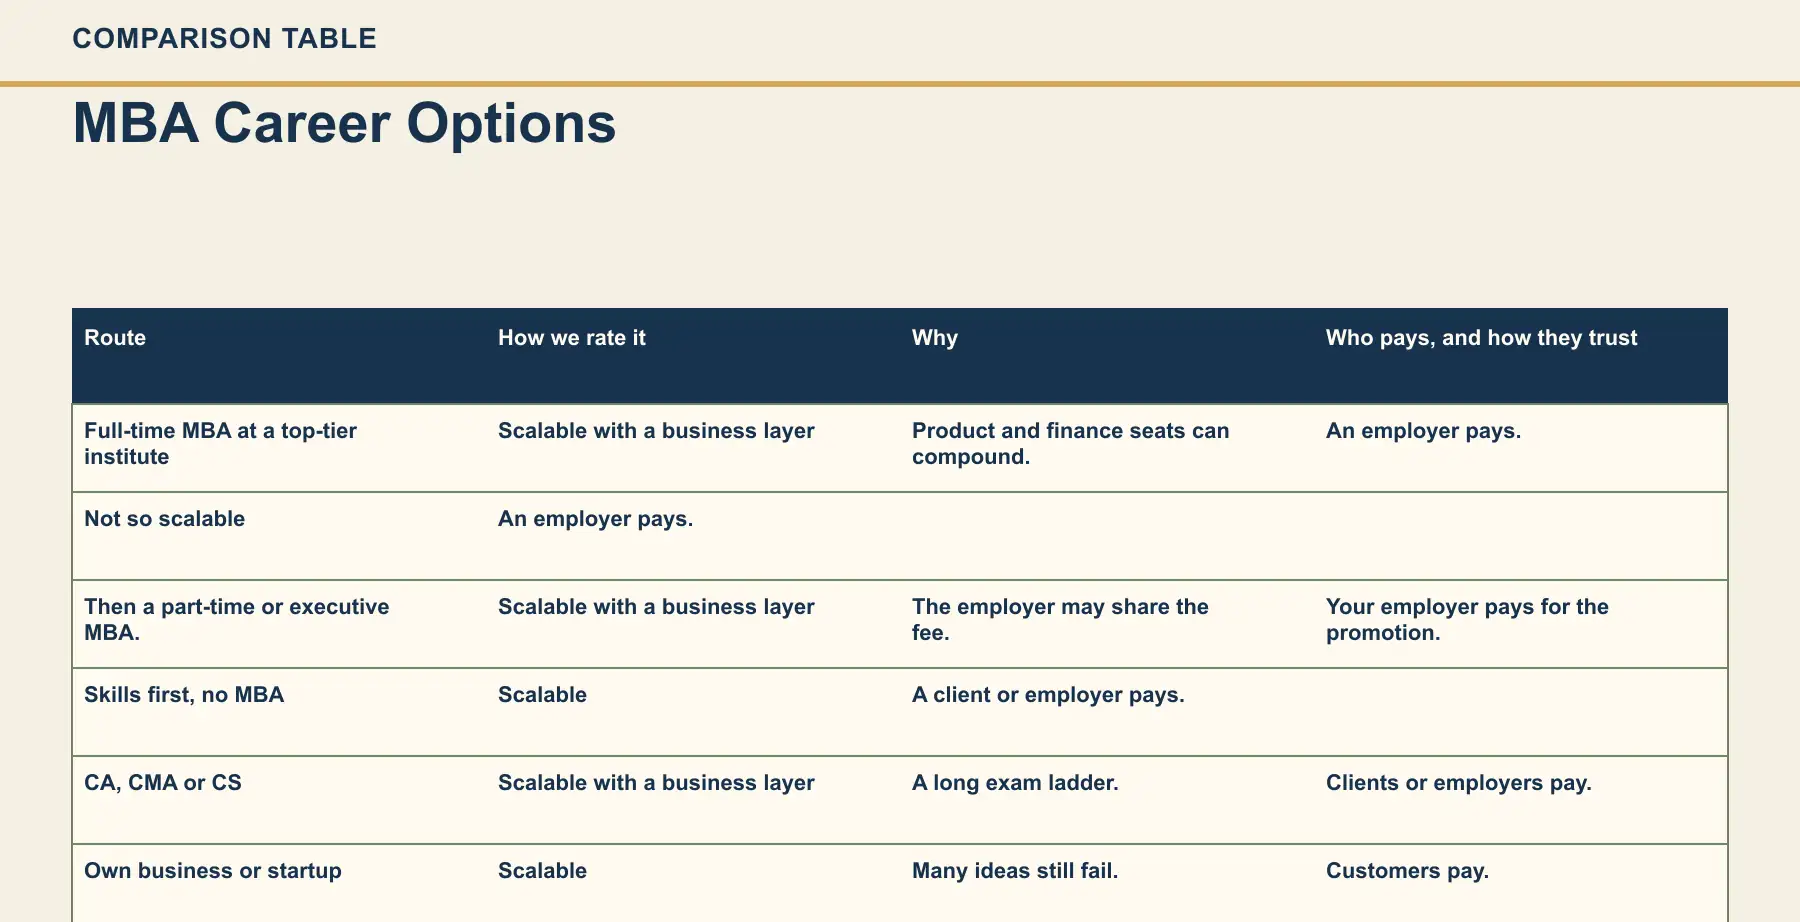 COMPARISON TABLE
MBA Career Options
Route How we rate it Why Who pays, and how they trust
Full-time MBA at a top-tier institute Scalable with a business layer Product and finance seats can compound. An employer pays.
Not so scalable An employer pays.
Then a part-time or executive MBA. Scalable with a business layer The employer may share the fee. Your employer pays for the promotion.
Skills first, no MBA Scalable A client or employer pays.
CA, CMA or CS Scalable with a business layer A long exam ladder. Clients or employers pay.
Own business or startup Scalable Many ideas still fail. Customers pay.